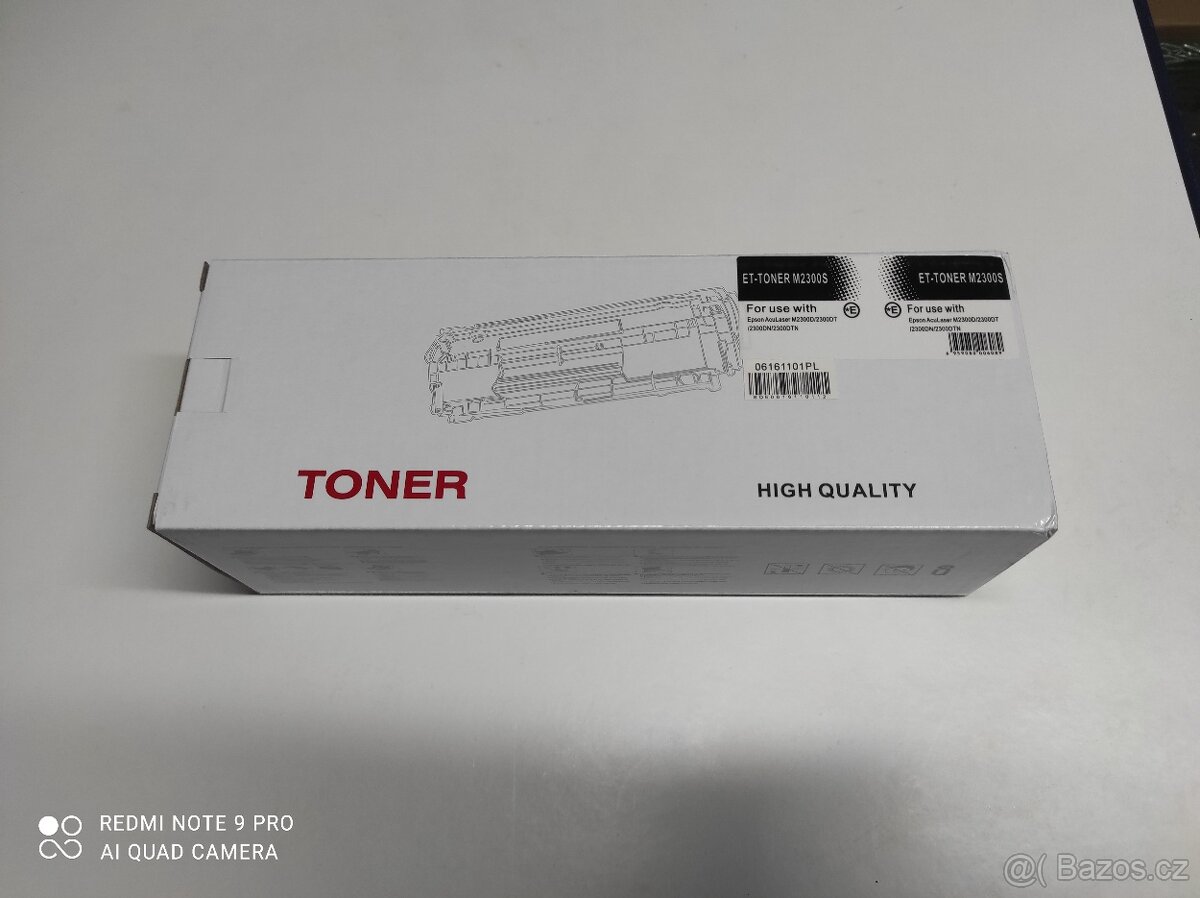 ET-TONER M2300S
For use with
Epson AcuLaser M2300D/2300DT
/2300DN/2300DTN
E
ET-TONER M2300S
E
For use with
Epson AcuLaser M2300D/2300DT
/2300DN/2300DTN
06161101PL
TONER
HIGH QUALITY
REDMI NOTE 9 PRO
AI QUAD CAMERA
@( Bazos.cz